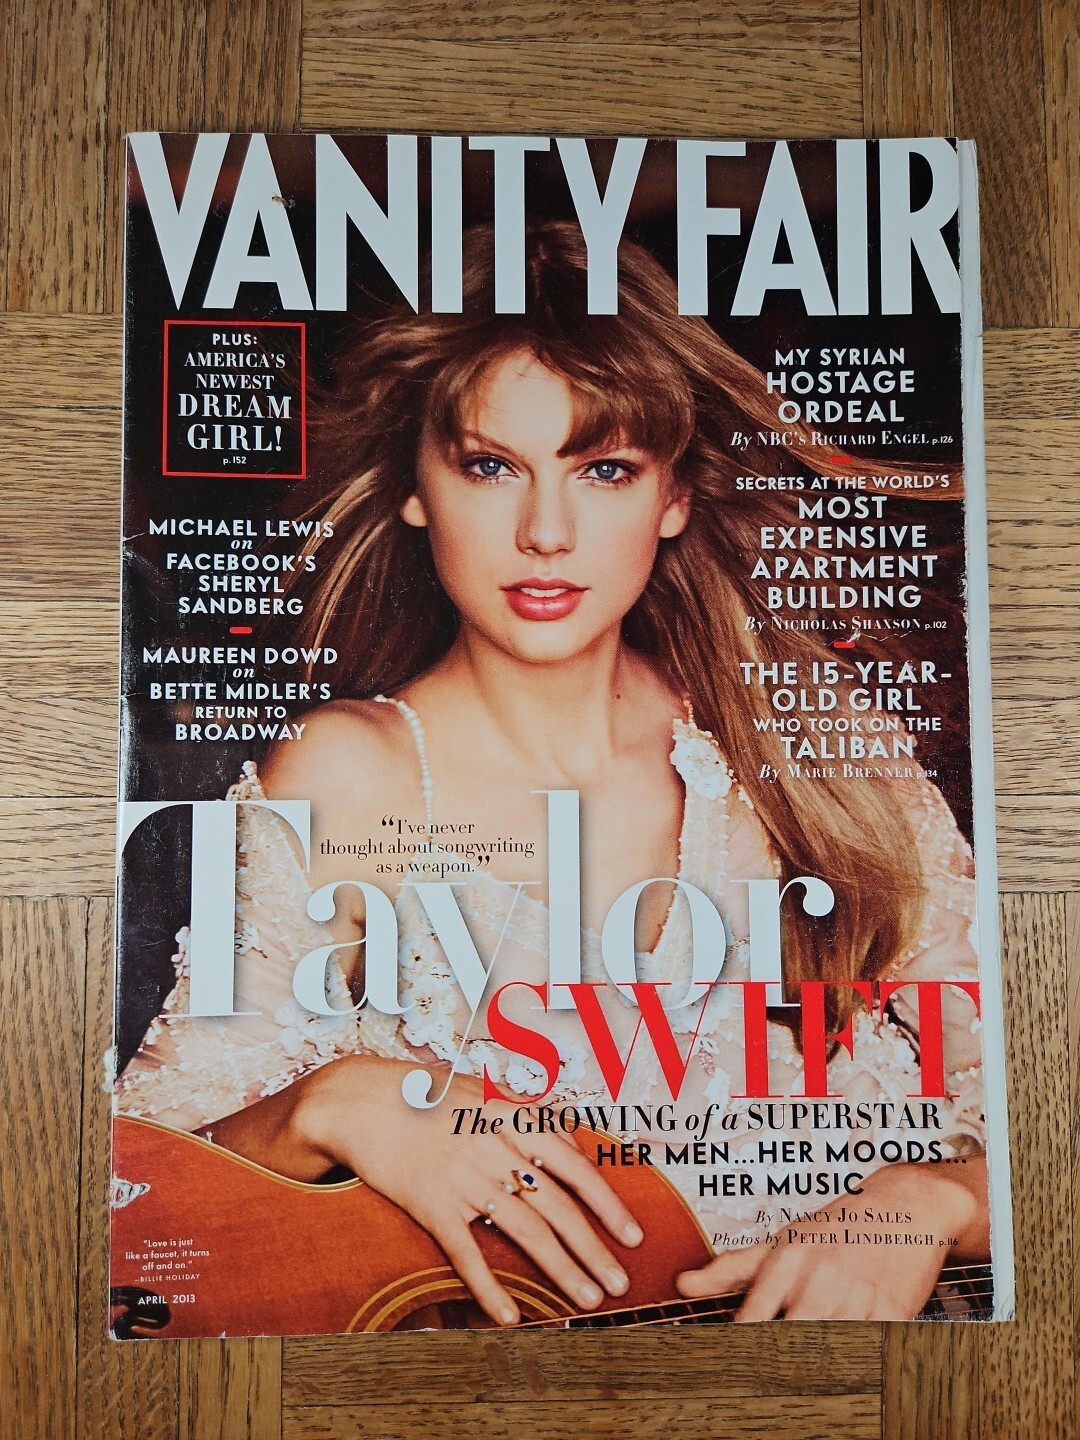 VANITY FAIR
PLUS:
AMERICA'S
NEWEST
DREAM
GIRL!
p.152
MICHAEL LEWIS
on
FACEBOOK'S
SHERYL
SANDBERG
MAUREEN DOWD
on
BETTE MIDLER'S
RETURN TO
BROADWAY
MY SYRIAN
HOSTAGE
ORDEAL
By NBC's RICHARD ENGEL p.126
SECRETS AT THE WORLD'S
MOST
EXPENSIVE
APARTMENT
BUILDING
By NICHOLAS SHAXSON p.102
THE 15-YEAR-
OLD GIRL
WHO TOOK ON THE
TALIBAN
By MARIE BRENNER p.134
“I've never
thought about songwriting
as a weapon.”
Taylor
SWIFT
The GROWING of a SUPERSTAR
HER MEN...HER MOODS...
HER MUSIC
By NANCY JO SALES
Photos by PETER LINDBERGH p.116
"Love is just
like a faucet, it turns
off and on."
—BILLIE HOLIDAY
APRIL 2013